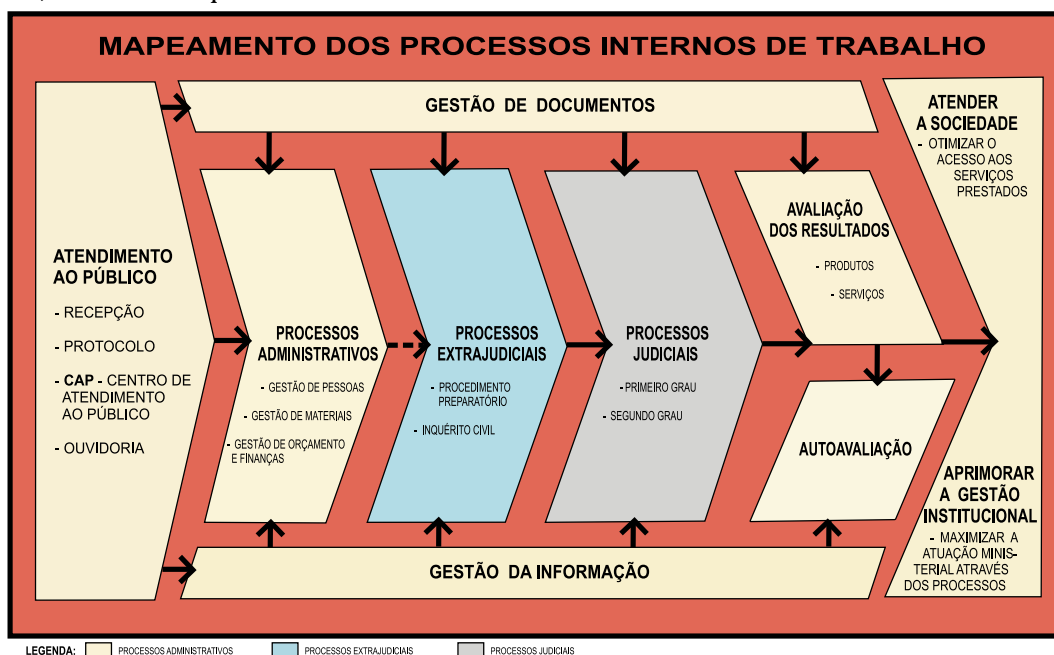 MAPEAMENTO DOS PROCESSOS INTERNOS DE TRABALHO
GESTÃO DE DOCUMENTOS
ATENDIMENTO
AO PÚBLICO
- RECEPÇÃO
- PROTOCOLO
- CAP - CENTRO DE
ATENDIMENTO
AO PÚBLICO
- OUVIDORIA
PROCESSOS
ADMINISTRATIVOS
- GESTÃO DE PESSOAS
- GESTÃO DE MATERIAIS
- GESTÃO DE ORÇAMENTO
E FINANÇAS
PROCESSOS
EXTRAJUDICIAIS
- PROCEDIMENTO
PREPARATÓRIO
- INQUÉRITO CIVIL
PROCESSOS
JUDICIAIS
- PRIMEIRO GRAU
- SEGUNDO GRAU
AVALIAÇÃO
DOS RESULTADOS
- PRODUTOS
- SERVIÇOS
AUTOAVALIAÇÃO
ATENDER
A SOCIEDADE
- OTIMIZAR O
ACESSO AOS
SERVIÇOS
PRESTADOS
APRIMORAR
A GESTÃO
INSTITUCIONAL
- MAXIMIZAR A
ATUAÇÃO MINIS-
TERIAL ATRAVÉS
DOS PROCESSOS
GESTÃO DA INFORMAÇÃO
LEGENDA: PROCESSOS ADMINISTRATIVOS PROCESSOS EXTRAJUDICIAIS PROCESSOS JUDICIAIS